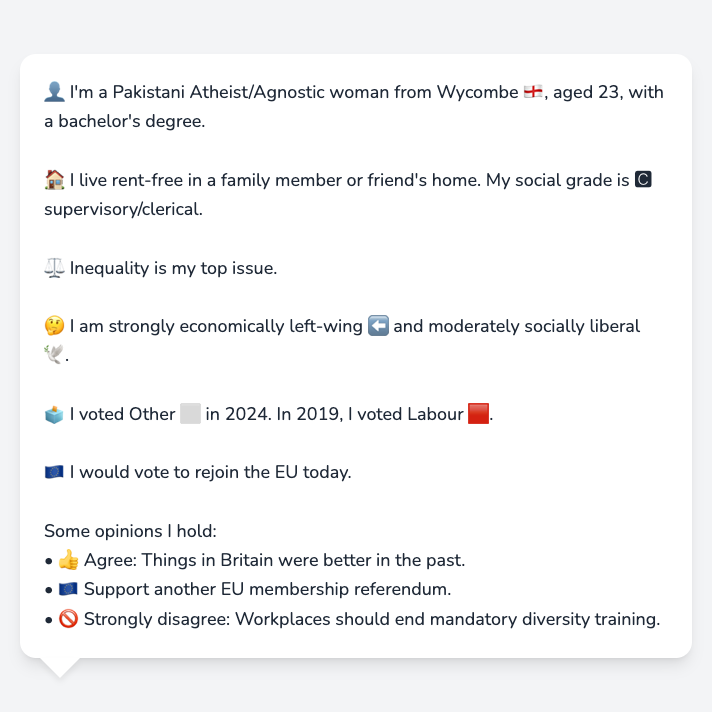 👤 I'm a Pakistani Atheist/Agnostic woman from Wycombe 🏴󠁧󠁢󠁥󠁮󠁧󠁿, aged 23, with
a bachelor's degree.
🏠 I live rent-free in a family member or friend's home. My social grade is 🅲
supervisory/clerical.
⚖️ Inequality is my top issue.
🤔 I am strongly economically left-wing ⬅️ and moderately socially liberal
🕊️.
🗳️ I voted Other ⬜ in 2024. In 2019, I voted Labour 🟥.
🇪🇺 I would vote to rejoin the EU today.
Some opinions I hold:
• 👍 Agree: Things in Britain were better in the past.
• 🇪🇺 Support another EU membership referendum.
• 🚫 Strongly disagree: Workplaces should end mandatory diversity training.